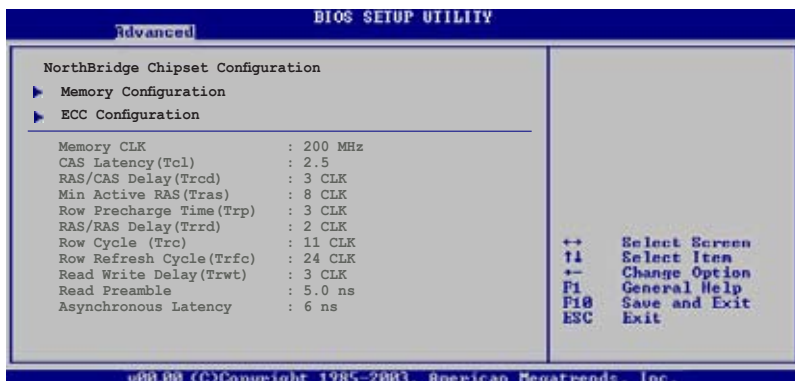 BIOS SETUP UTILITY
Advanced
NorthBridge Chipset Configuration
Memory Configuration
ECC Configuration
Memory CLK : 200 MHz
CAS Latency(Tcl) : 2.5
RAS/CAS Delay(Trcd) : 3 CLK
Min Active RAS(Tras) : 8 CLK
Row Precharge Time(Trp) : 3 CLK
RAS/RAS Delay(Trrd) : 2 CLK
Row Cycle (Trc) : 11 CLK
Row Refresh Cycle(Trfc) : 24 CLK
Read Write Delay(Trwt) : 3 CLK
Read Preamble : 5.0 ns
Asynchronous Latency : 6 ns
↔ Select Screen
↑↓ Select Item
+- Change Option
F1 General Help
F10 Save and Exit
ESC Exit
v00.00 (C)Copyright 1985-2003, American Megatrends, Inc.